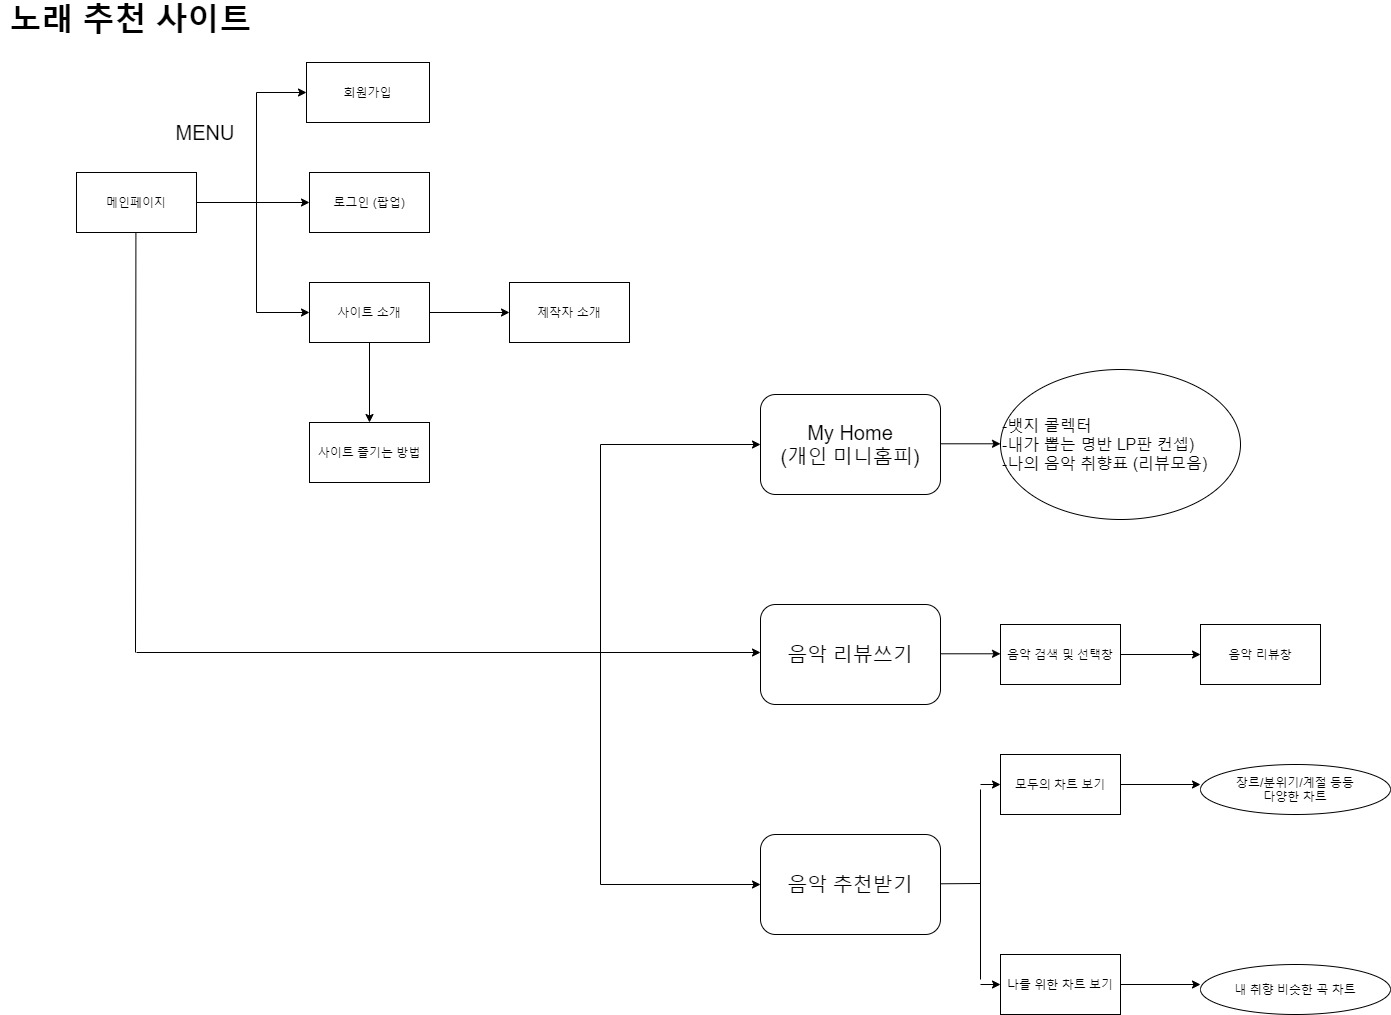 노래 추천 사이트
회원가입
MENU
메인페이지
로그인 (팝업)
사이트 소개
제작자 소개
사이트 즐기는 방법
My Home
(개인 미니홈피)
-뱃지 콜렉터
-내가 뽑는 명반 LP판 컨셉)
-나의 음악 취향표 (리뷰모음)
음악 리뷰쓰기
음악 검색 및 선택창
음악 리뷰창
모두의 차트 보기
장르/분위기/계절 등등
다양한 차트
음악 추천받기
나를 위한 차트 보기
내 취향 비슷한 곡 차트